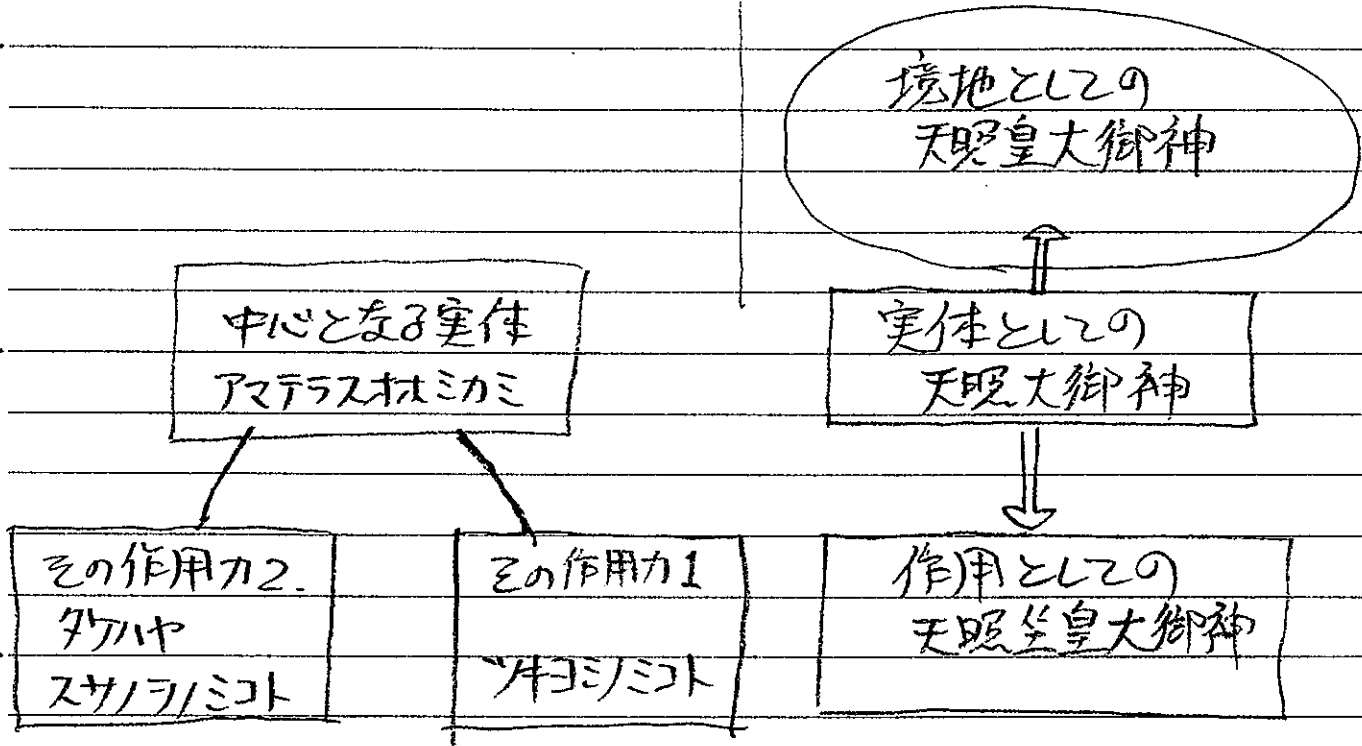 境地としての
天照皇大御神
中心となる実体
アマテラスオオミカミ
実体としての
天照大御神
その作用力2.
タケハヤ
スサノヲノミコト
その作用力1
ツキヨミノミコト
作用としての
天照坐皇大御神